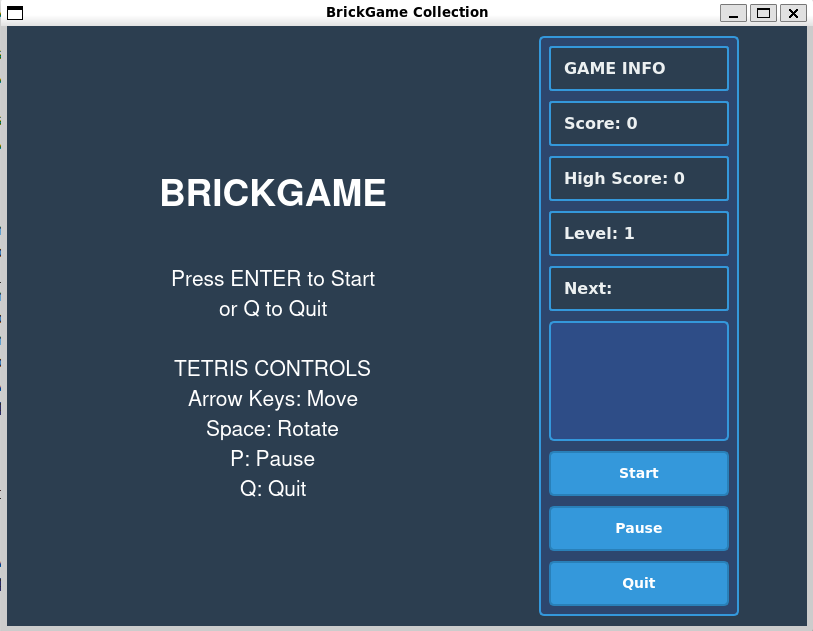 BrickGame Collection
BRICKGAME
Press ENTER to Start
or Q to Quit
TETRIS CONTROLS
Arrow Keys: Move
Space: Rotate
P: Pause
Q: Quit
GAME INFO
Score: 0
High Score: 0
Level: 1
Next:
Start
Pause
Quit